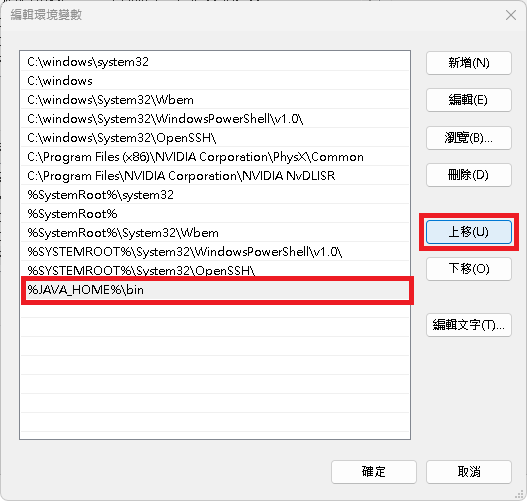 編輯環境變數
C:\windows\system32
C:\windows
C:\windows\System32\Wbem
C:\windows\System32\WindowsPowerShell\v1.0\
C:\windows\System32\OpenSSH\
C:\Program Files (x86)\NVIDIA Corporation\PhysX\Common
C:\Program Files\NVIDIA Corporation\NVIDIA NvDLISR
%SystemRoot%\system32
%SystemRoot%
%SystemRoot%\System32\Wbem
%SYSTEMROOT%\System32\WindowsPowerShell\v1.0\
%SYSTEMROOT%\System32\OpenSSH\
%JAVA_HOME%\bin
新增(N)
編輯(E)
瀏覽(B)...
刪除(D)
上移(U)
下移(O)
編輯文字(T)...
確定
取消